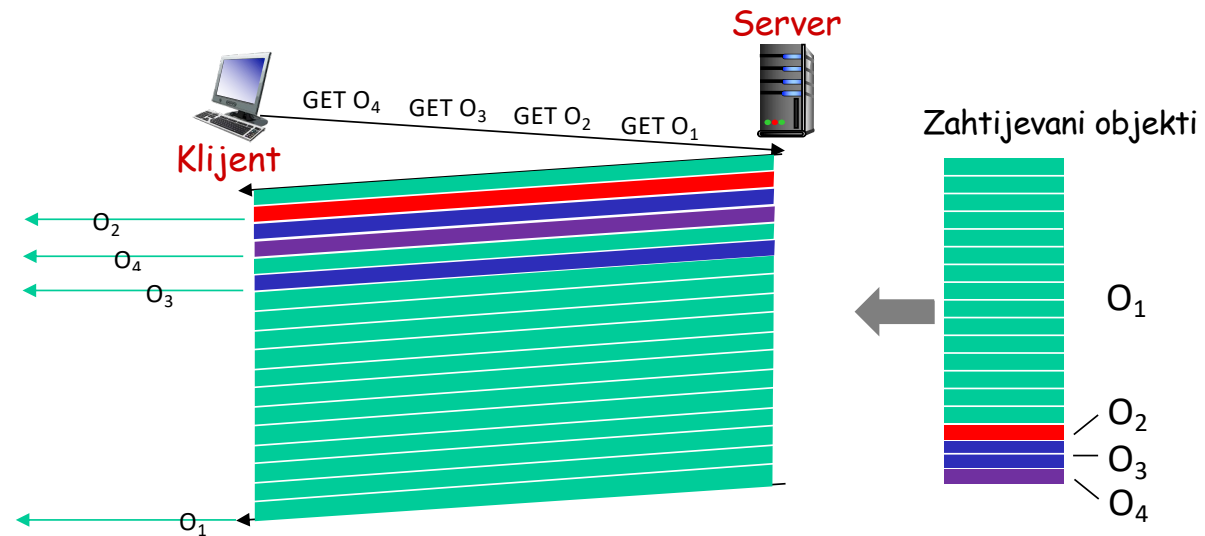 Server
GET O₄ GET O₃ GET O₂ GET O₁
Klijent
Zahtijevani objekti
O₂
O₄
O₃
O₁
O₁
O₂
O₃
O₄